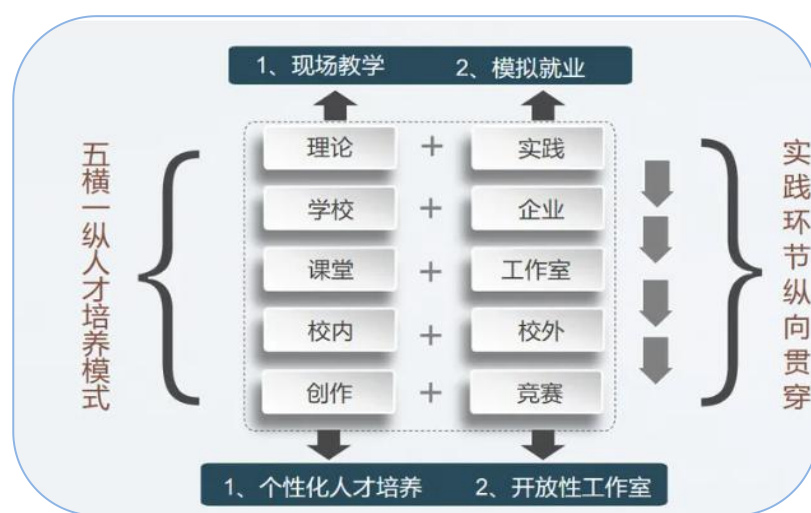 1、现场教学 2、模拟就业
五横一纵人才培养模式
理论 + 实践
学校 + 企业
课堂 + 工作室
校内 + 校外
创作 + 竞赛
实践环节纵向贯穿
1、个性化人才培养 2、开放性工作室